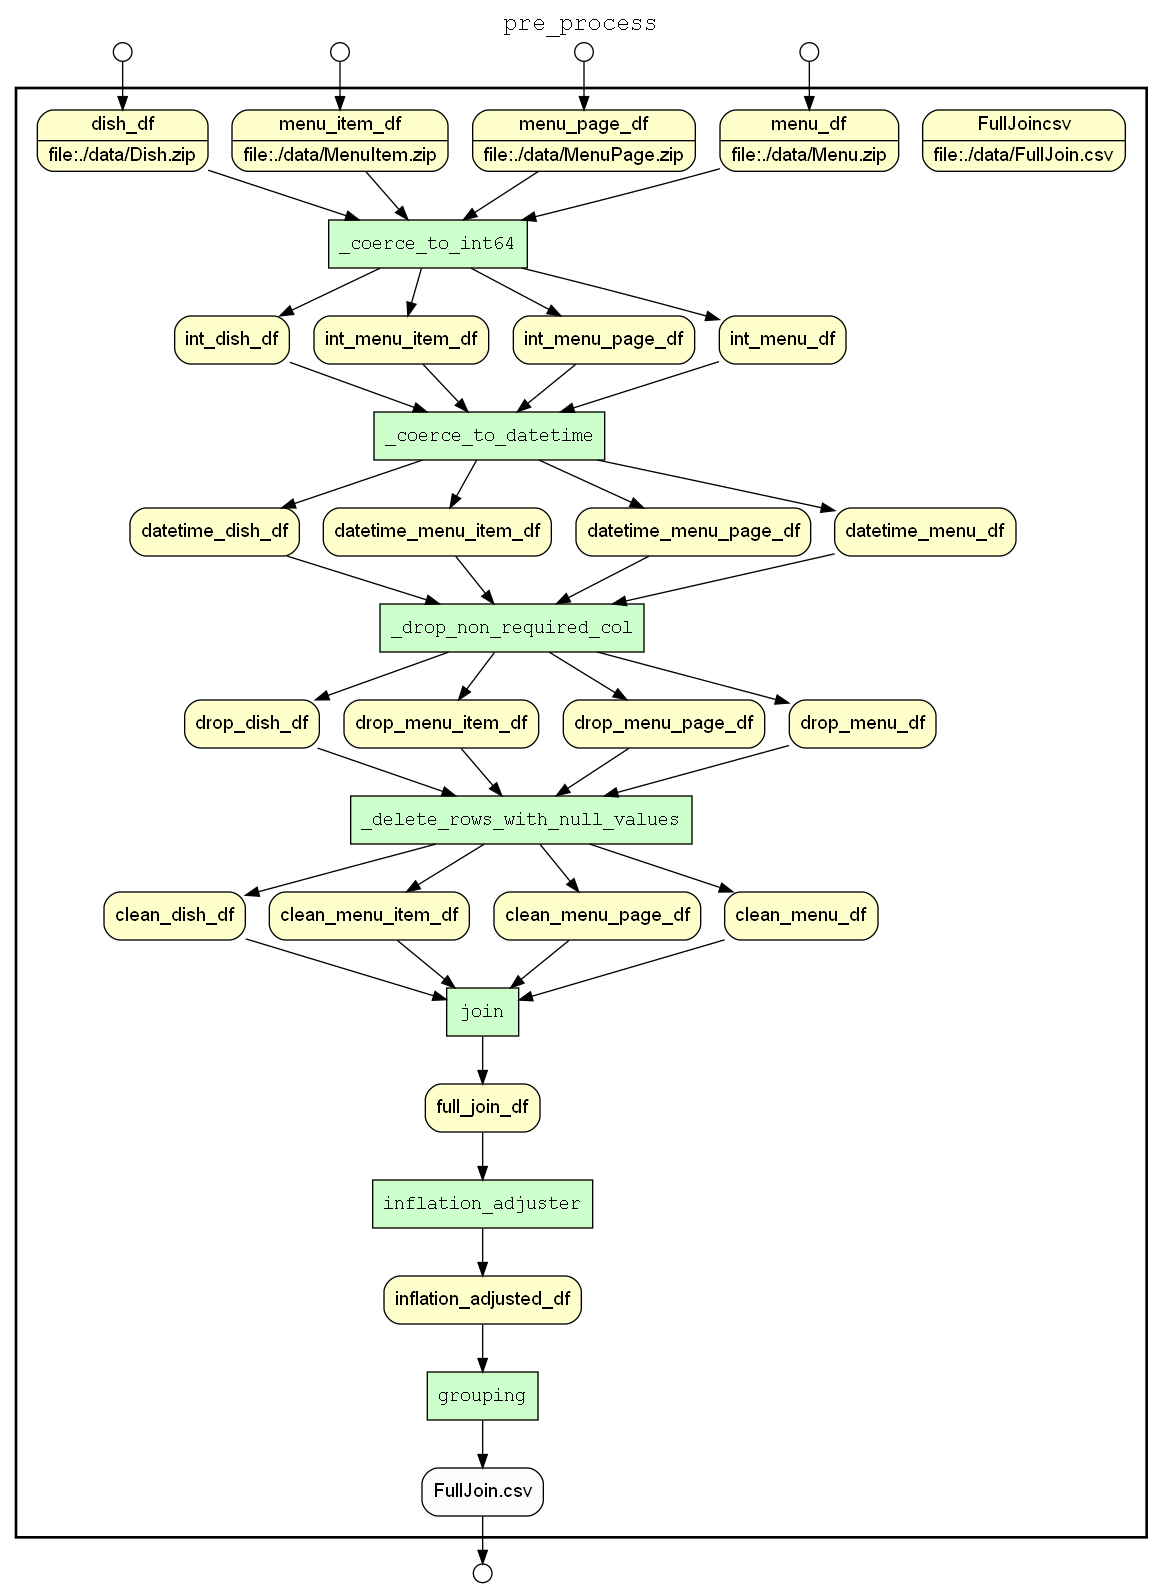 pre_process
dish_df
file:./data/Dish.zip
menu_item_df
file:./data/MenuItem.zip
menu_page_df
file:./data/MenuPage.zip
menu_df
file:./data/Menu.zip
FullJoincsv
file:./data/FullJoin.csv
_coerce_to_int64
int_dish_df
int_menu_item_df
int_menu_page_df
int_menu_df
_coerce_to_datetime
datetime_dish_df
datetime_menu_item_df
datetime_menu_page_df
datetime_menu_df
_drop_non_required_col
drop_dish_df
drop_menu_item_df
drop_menu_page_df
drop_menu_df
_delete_rows_with_null_values
clean_dish_df
clean_menu_item_df
clean_menu_page_df
clean_menu_df
join
full_join_df
inflation_adjuster
inflation_adjusted_df
grouping
FullJoin.csv